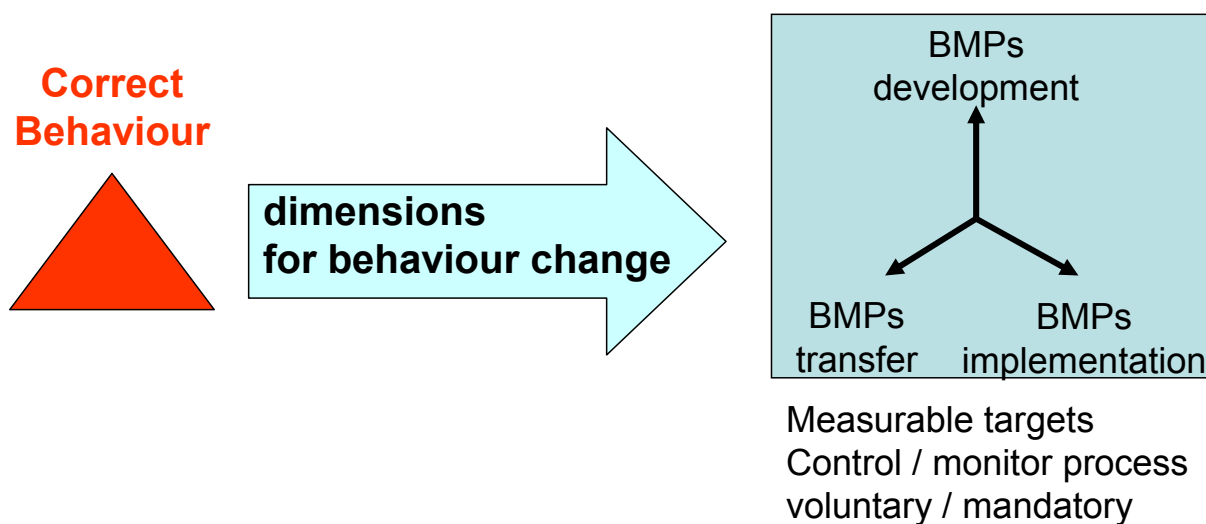 Correct
Behaviour
dimensions
for behaviour change
BMPs
development
BMPs
transfer
BMPs
implementation
Measurable targets
Control / monitor process
voluntary / mandatory